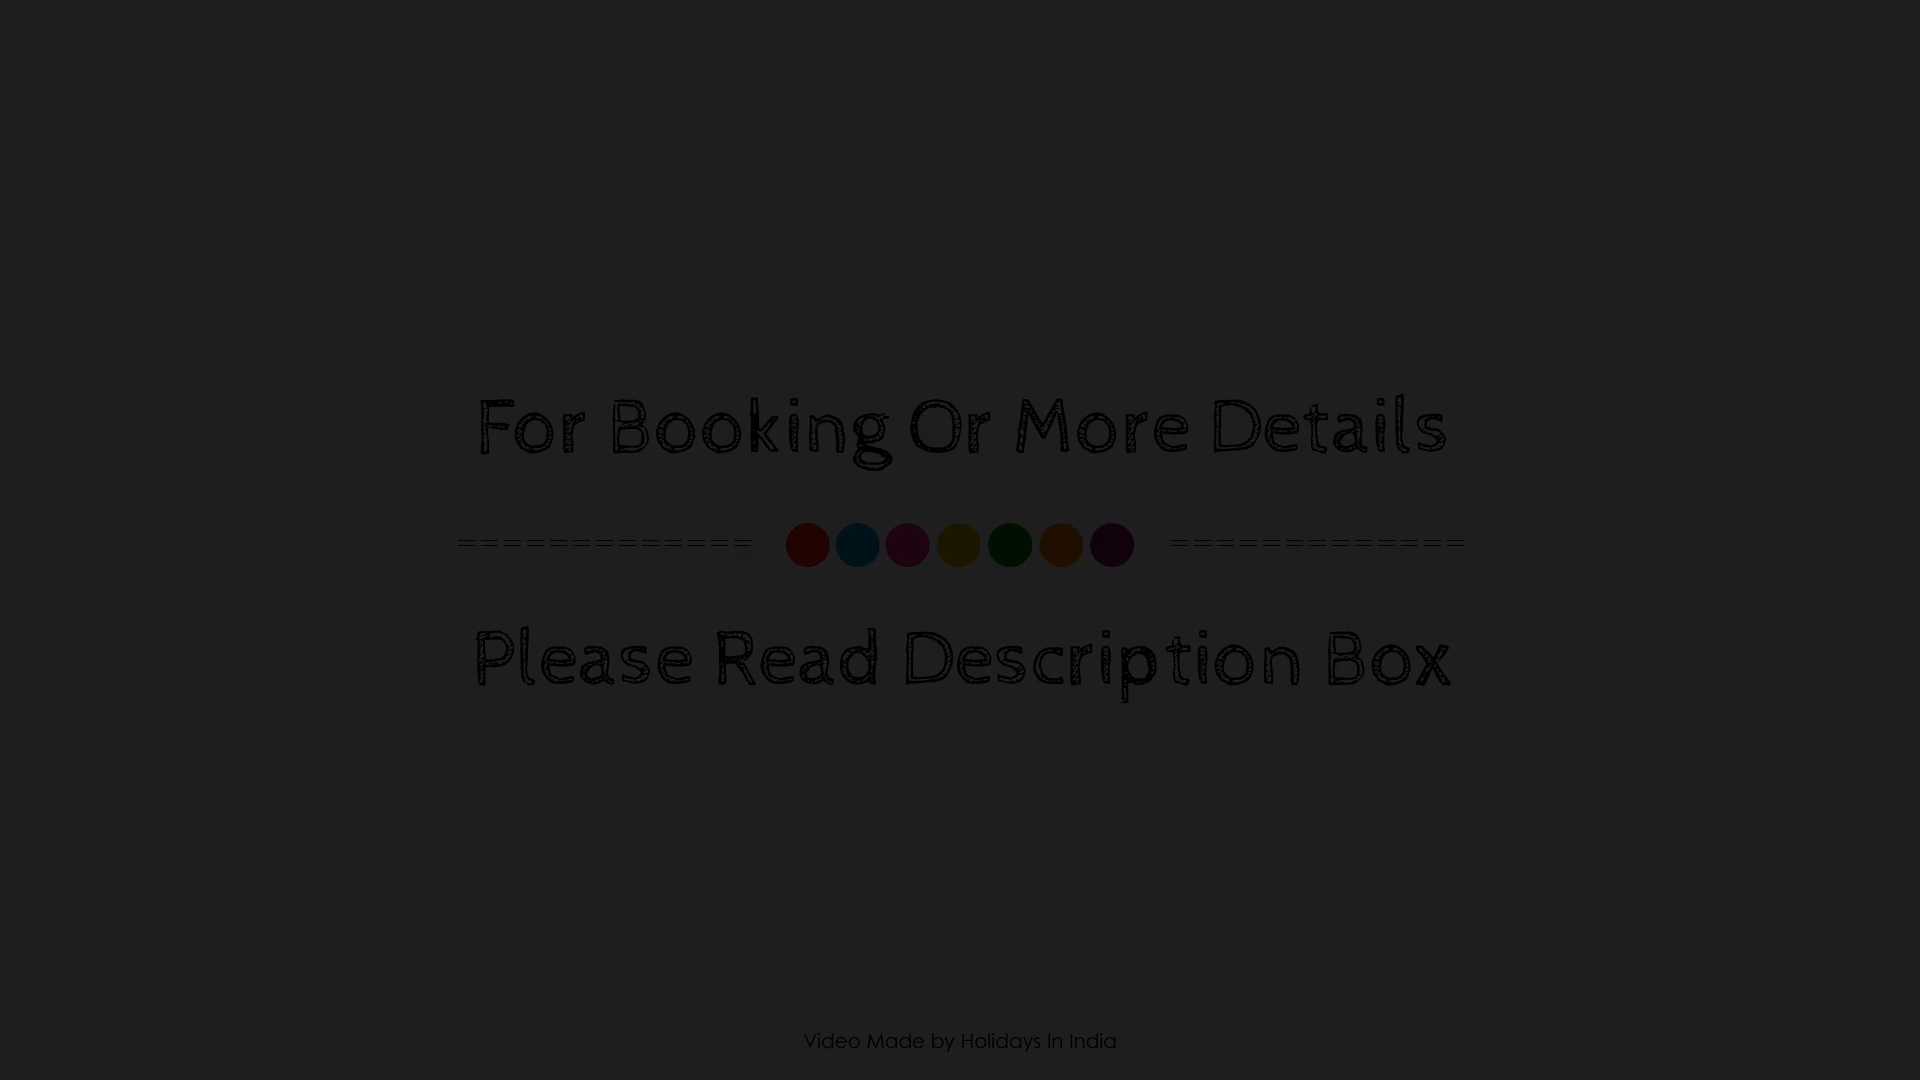 For Booking Or More Details
============= =============
Please Read Description Box
Video Made by Holidays In India